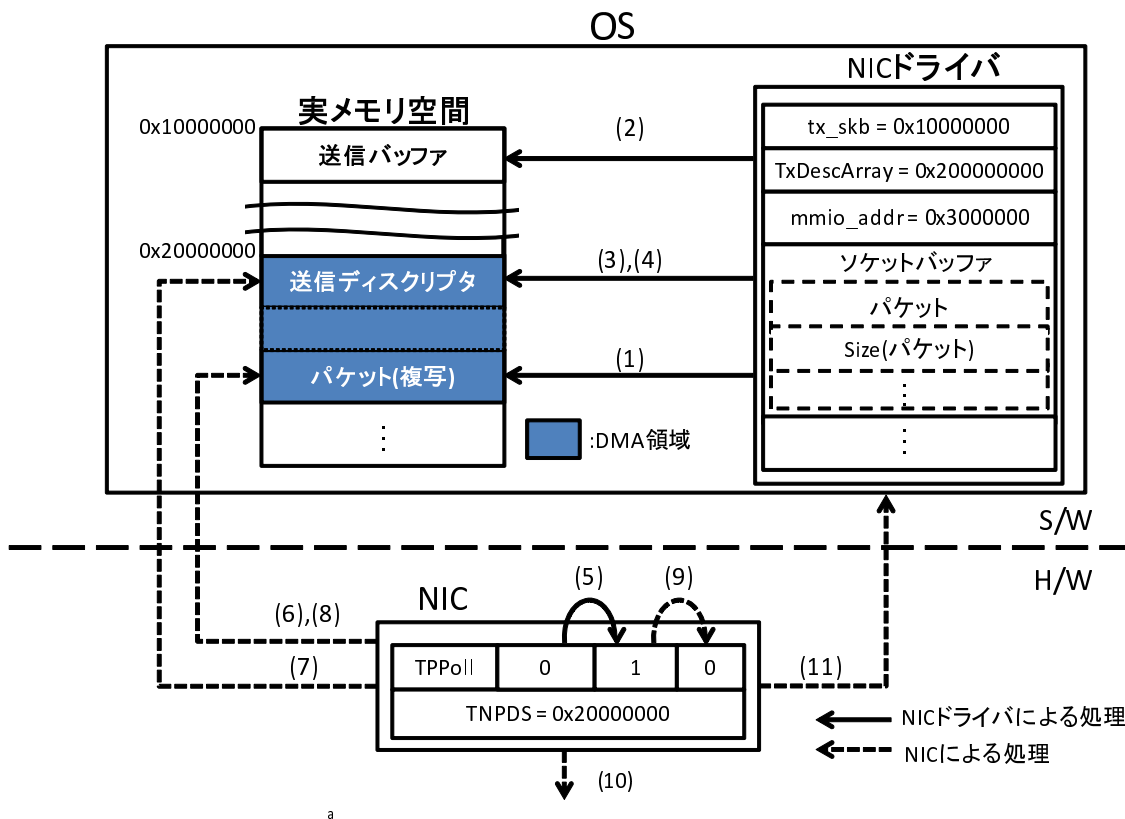 OS
NICドライバ
実メモリ空間
0x10000000
送信バッファ
(2)
tx_skb = 0x10000000
TxDescArray = 0x200000000
mmio_addr = 0x3000000
0x20000000
送信ディスクリプタ
(3),(4)
ソケットバッファ
パケット
Size(パケット)
⋮
パケット(複写)
(1)
⋮
:DMA領域
⋮
S/W
H/W
NIC
(5)
(9)
(6),(8)
(7)
TPPoll
0
1
0
TNPDS = 0x20000000
(11)
(10)
NICドライバによる処理
NICによる処理
a